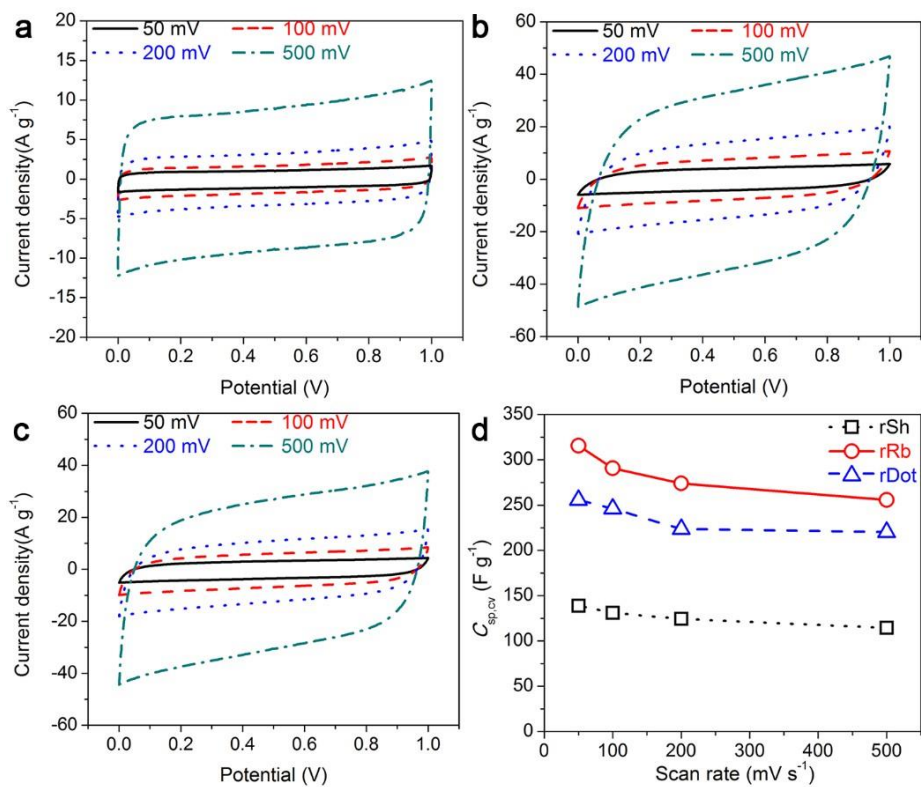 a
50 mV 100 mV
200 mV 500 mV
Current density(A g⁻¹)
20
15
10
5
0
-5
-10
-15
-20
0.0 0.2 0.4 0.6 0.8 1.0
Potential (V)
b
50 mV 100 mV
200 mV 500 mV
Current density(A g⁻¹)
60
40
20
0
-20
-40
-60
0.0 0.2 0.4 0.6 0.8 1.0
Potential (V)
c
50 mV 100 mV
200 mV 500 mV
Current density(A g⁻¹)
60
40
20
0
-20
-40
-60
0.0 0.2 0.4 0.6 0.8 1.0
Potential (V)
d
rSh
rRb
rDot
C_sp,cv (F g⁻¹)
350
300
250
200
150
100
50
0
0 100 200 300 400 500
Scan rate (mV s⁻¹)